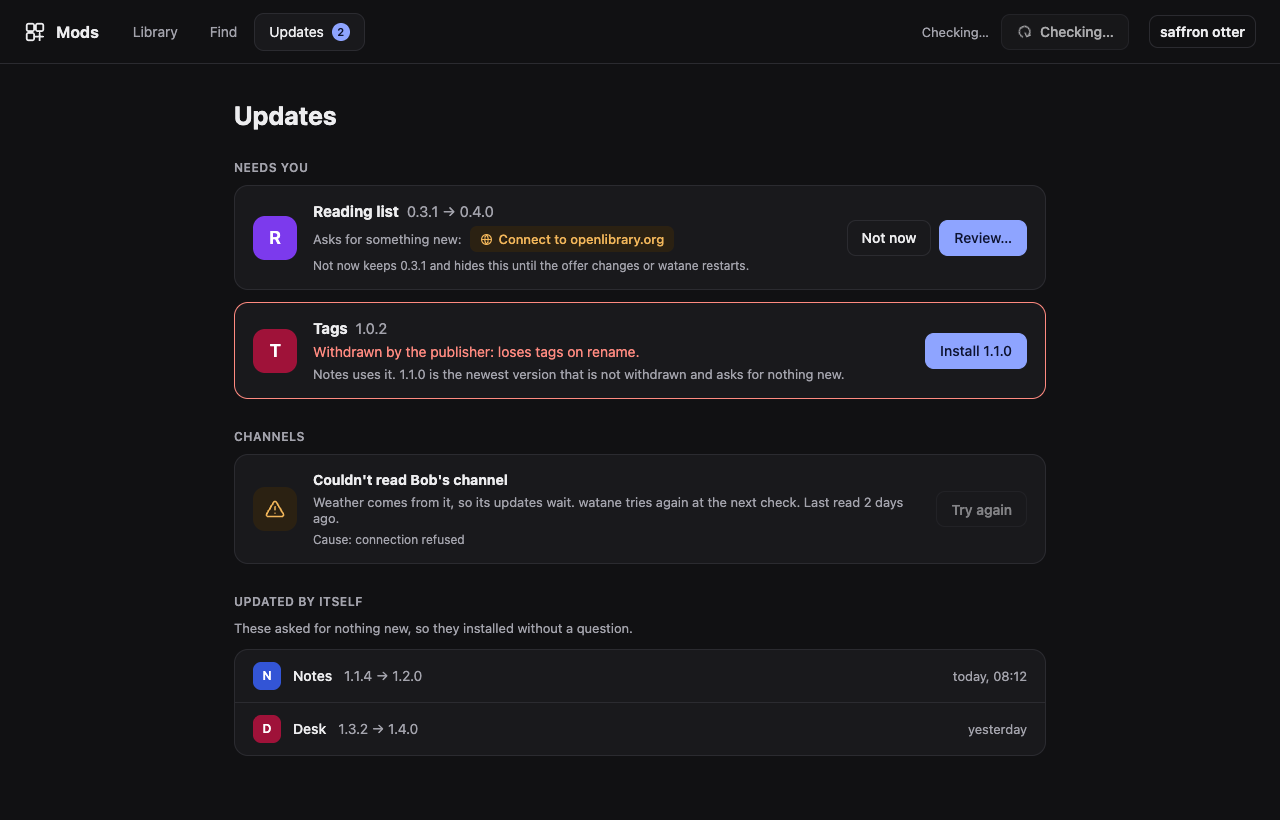 Mods
Library
Find
Updates 2
Checking...
Checking...
saffron otter
Updates
NEEDS YOU
R
Reading list 0.3.1 → 0.4.0
Asks for something new: Connect to openlibrary.org
Not now keeps 0.3.1 and hides this until the offer changes or watane restarts.
Not now
Review...
T
Tags 1.0.2
Withdrawn by the publisher: loses tags on rename.
Notes uses it. 1.1.0 is the newest version that is not withdrawn and asks for nothing new.
Install 1.1.0
CHANNELS
Couldn't read Bob's channel
Weather comes from it, so its updates wait. watane tries again at the next check. Last read 2 days
ago.
Cause: connection refused
Try again
UPDATED BY ITSELF
These asked for nothing new, so they installed without a question.
N Notes 1.1.4 → 1.2.0 today, 08:12
D Desk 1.3.2 → 1.4.0 yesterday